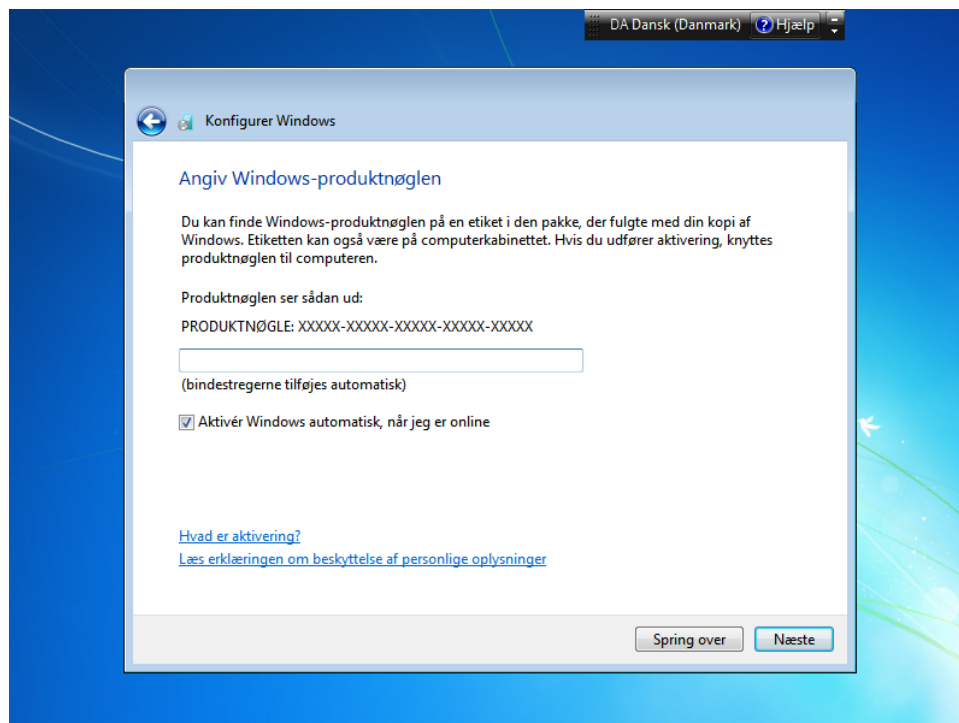 DA Dansk (Danmark) Hjælp
Konfigurer Windows
Angiv Windows-produktnøglen
Du kan finde Windows-produktnøglen på en etiket i den pakke, der fulgte med din kopi af
Windows. Etiketten kan også være på computerkabinettet. Hvis du udfører aktivering, knyttes
produktnøglen til computeren.
Produktnøglen ser sådan ud:
PRODUKTNØGLE: XXXXX-XXXXX-XXXXX-XXXXX-XXXXX
(bindestregerne tilføjes automatisk)
Aktivér Windows automatisk, når jeg er online
Hvad er aktivering?
Læs erklæringen om beskyttelse af personlige oplysninger
Spring over Næste